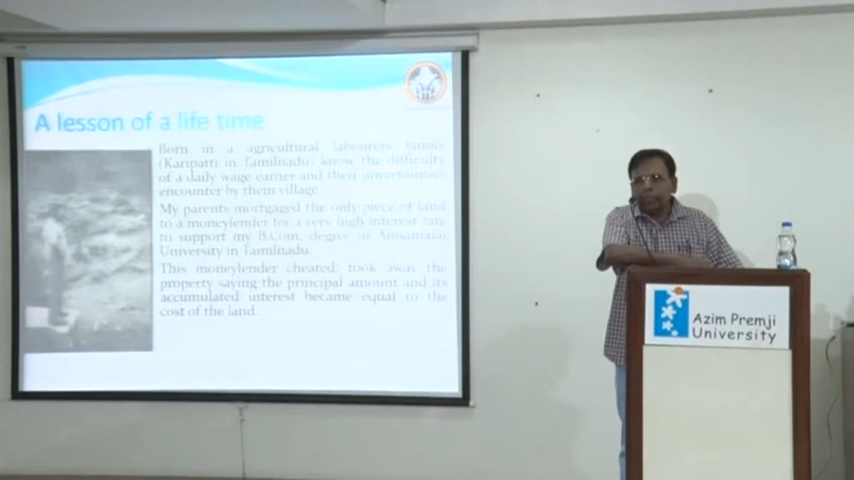 A lesson of a life time
Born in a agricultural labourers family
(Karipatti in Tamilnadu) know the difficulty
of a daily wage earner and their uncertainities
encounter by them village
My parents mortgaged the only piece of land
to a moneylender for a very high interest rate
to support my B.Com. degree in Annamalai
University in Tamilnadu.
This moneylender cheated: took away the
property saying the principal amount and its
accumulated interest became equal to the
cost of the land.
Azim Premji
University